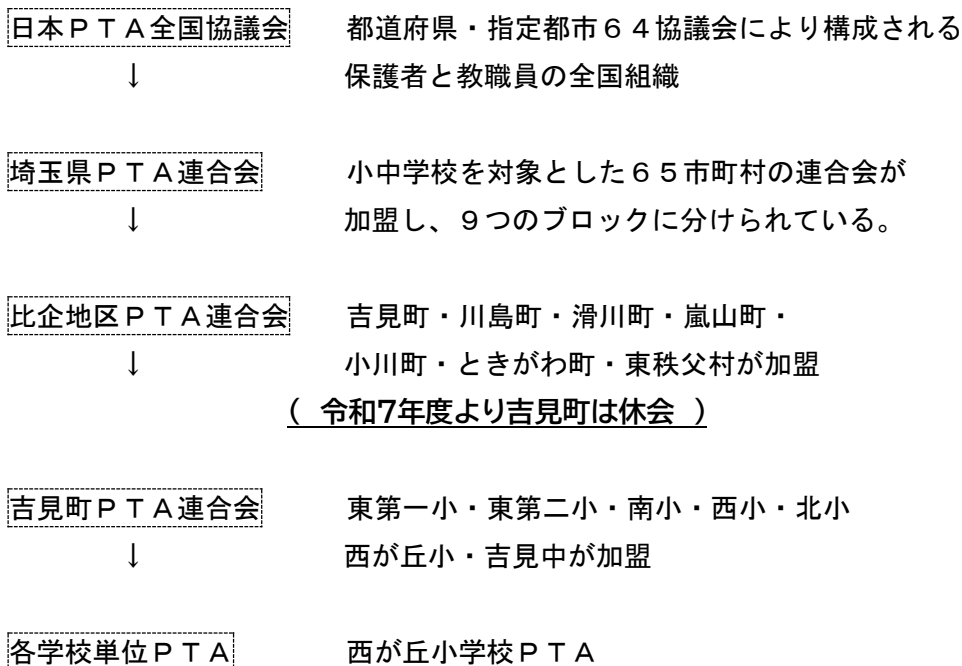 日本ＰＴＡ全国協議会　都道府県・指定都市６４協議会により構成される
↓　保護者と教職員の全国組織
埼玉県ＰＴＡ連合会　小中学校を対象とした６５市町村の連合会が
↓　加盟し、９つのブロックに分けられている。
比企地区ＰＴＡ連合会　吉見町・川島町・滑川町・嵐山町・
↓　小川町・ときがわ町・東秩父村が加盟
（　令和７年度より吉見町は休会　）
吉見町ＰＴＡ連合会　東第一小・東第二小・南小・西小・北小
↓　西が丘小・吉見中が加盟
各学校単位ＰＴＡ　西が丘小学校ＰＴＡ